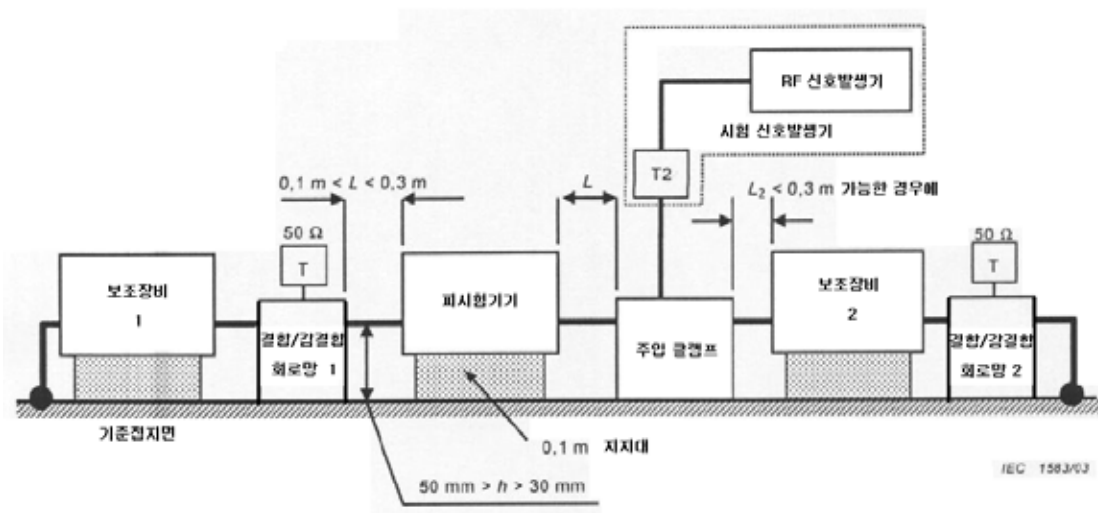 RF 신호발생기
시험 신호발생기
T2
0,1 m < L < 0,3 m
L
L₂ < 0,3 m 가능한 경우에
50 Ω
T
50 Ω
T
보조장비
1
피시험기기
보조장비
2
결합/감결합
회로망 1
주입 클램프
결합/감결합
회로망 2
기준접지면
0,1 m 지지대
50 mm > h > 30 mm
IEC 1583/03